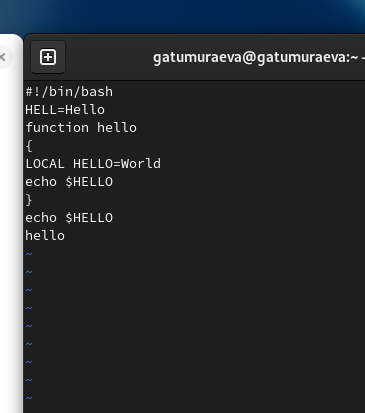 gatumuraeva@gatumuraeva:~ -
#!/bin/bash
HELL=Hello
function hello
{
LOCAL HELLO=World
echo $HELLO
}
echo $HELLO
hello
~
~
~
~
~
~
~
~
~